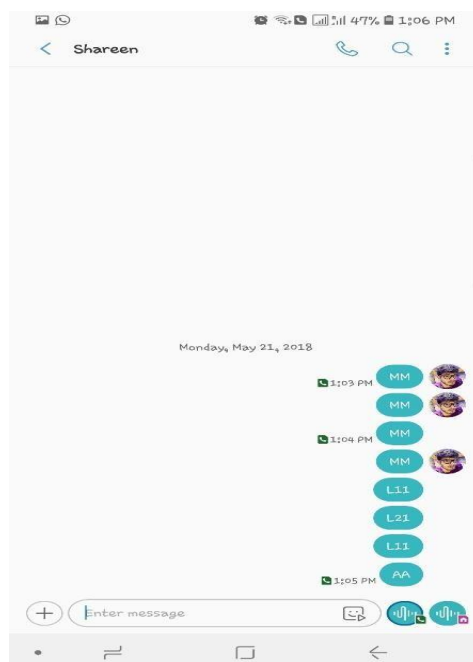 47% 1:06 PM
Shareen
Monday, May 21, 2018
1:03 PM MM
MM
1:04 PM MM
MM
L11
L21
L11
1:05 PM AA
Enter message